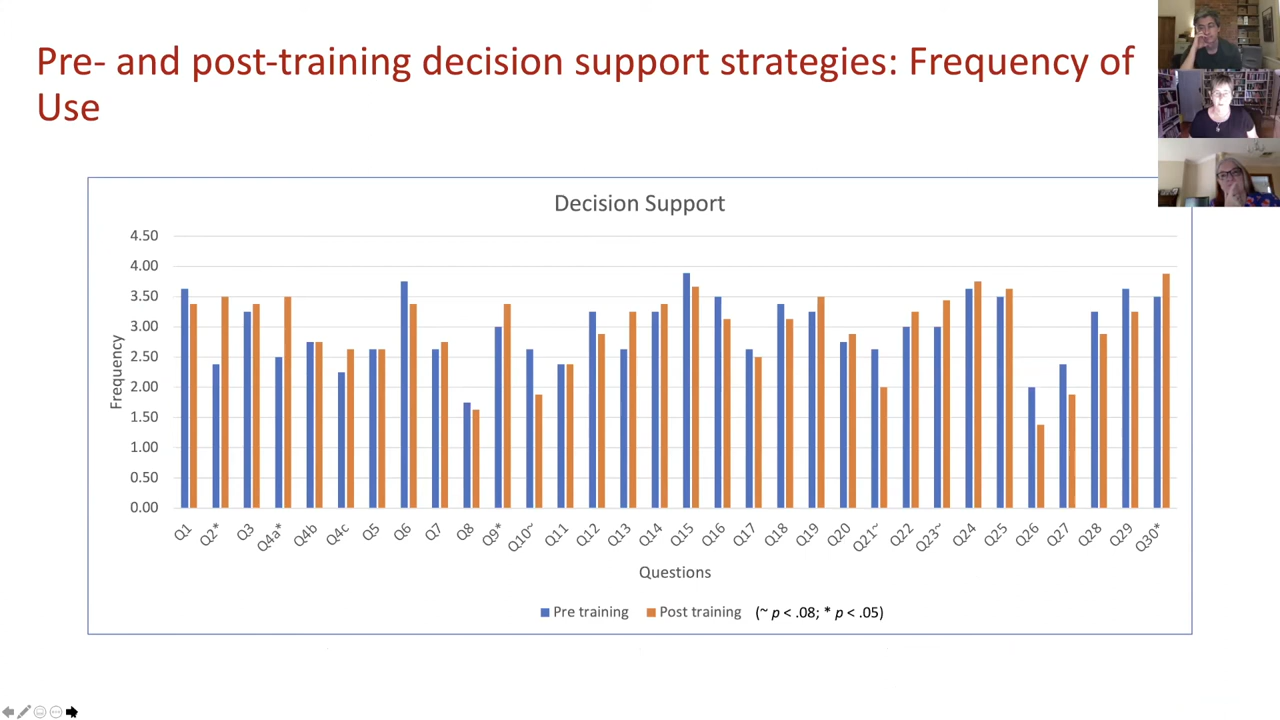 Pre- and post-training decision support strategies: Frequency of
Use
Decision Support
4.50
4.00
3.50
3.00
2.50
2.00
1.50
1.00
0.50
0.00
Frequency
Q1 Q2* Q3 Q4a* Q4b Q4c Q5 Q6 Q7 Q8 Q9* Q10~ Q11 Q12 Q13 Q14 Q15 Q16 Q17 Q18 Q19 Q20 Q21~ Q22 Q23~ Q24 Q25 Q26 Q27 Q28 Q29 Q30*
Questions
Pre training Post training (~ p < .08; * p < .05)